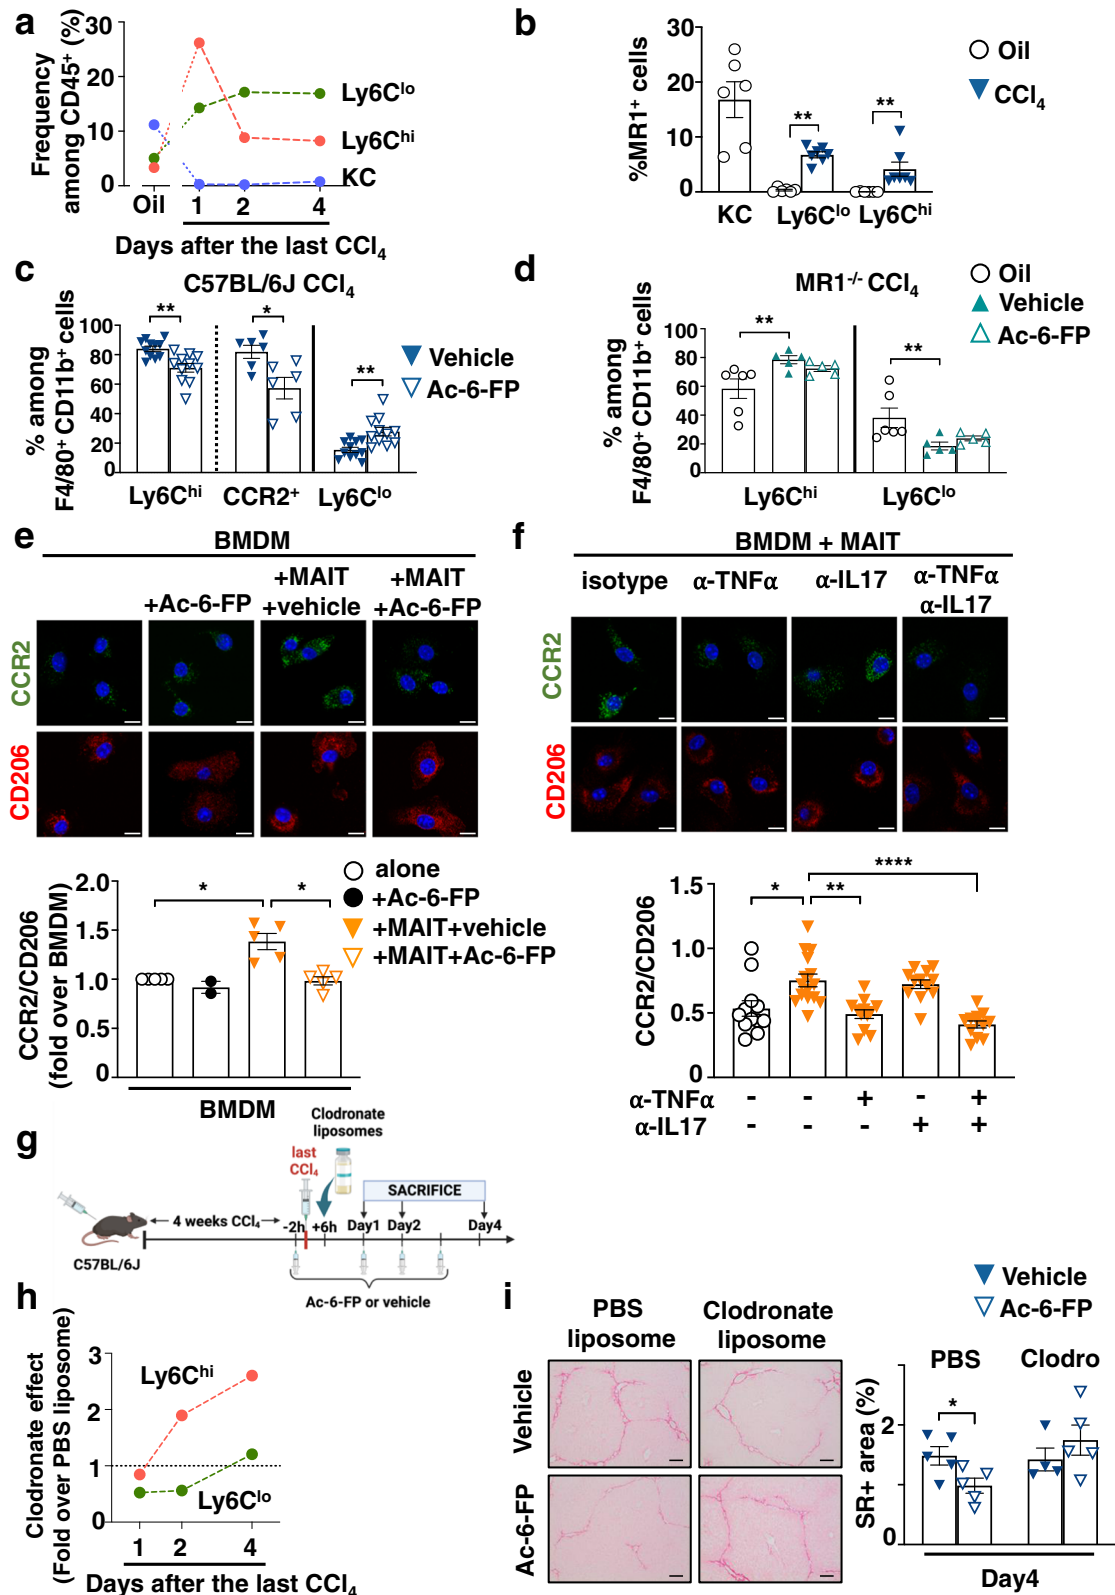 a
Frequency
among CD45⁺ (%)
30
20
10
0
Ly6Cˡᵒ
Ly6Cʰⁱ
KC
Oil
1 2 4
Days after the last CCl₄
b
%MR1⁺ cells
30
20
10
0
Oil
CCl₄
** **
KC Ly6Cˡᵒ Ly6Cʰⁱ
c
C57BL/6J CCl₄
% among
F4/80⁺ CD11b⁺ cells
100
80
60
40
20
0
** * **
Vehicle
Ac-6-FP
Ly6Cʰⁱ CCR2⁺ Ly6Cˡᵒ
d
MR1⁻/⁻ CCl₄
% among
F4/80⁺ CD11b⁺ cells
100
80
60
40
20
0
** **
Oil
Vehicle
Ac-6-FP
Ly6Cʰⁱ Ly6Cˡᵒ
e
BMDM
+Ac-6-FP
+MAIT
+vehicle
+MAIT
+Ac-6-FP
CCR2
CD206
CCR2/CD206
(fold over BMDM)
2.0
1.5
1.0
0.5
0
* *
alone
+Ac-6-FP
+MAIT+vehicle
+MAIT+Ac-6-FP
BMDM
f
BMDM + MAIT
isotype α-TNFα α-IL17 α-TNFα
α-IL17
CCR2
CD206
CCR2/CD206
1.5
1.0
0.5
0
* ** ****
α-TNFα - - + - +
α-IL17 - - - + +
g
Clodronate
liposomes
last
CCl₄
SACRIFICE
4 weeks CCl₄
-2h +6h Day1 Day2 Day4
C57BL/6J
Ac-6-FP or vehicle
h
Clodronate effect
(Fold over PBS liposome)
3
2
1
0
Ly6Cʰⁱ
Ly6Cˡᵒ
1 2 4
Days after the last CCl₄
i
PBS
liposome
Clodronate
liposome
Vehicle
Ac-6-FP
Vehicle
Ac-6-FP
PBS Clodro
SR+ area (%)
2
0
*
Day4